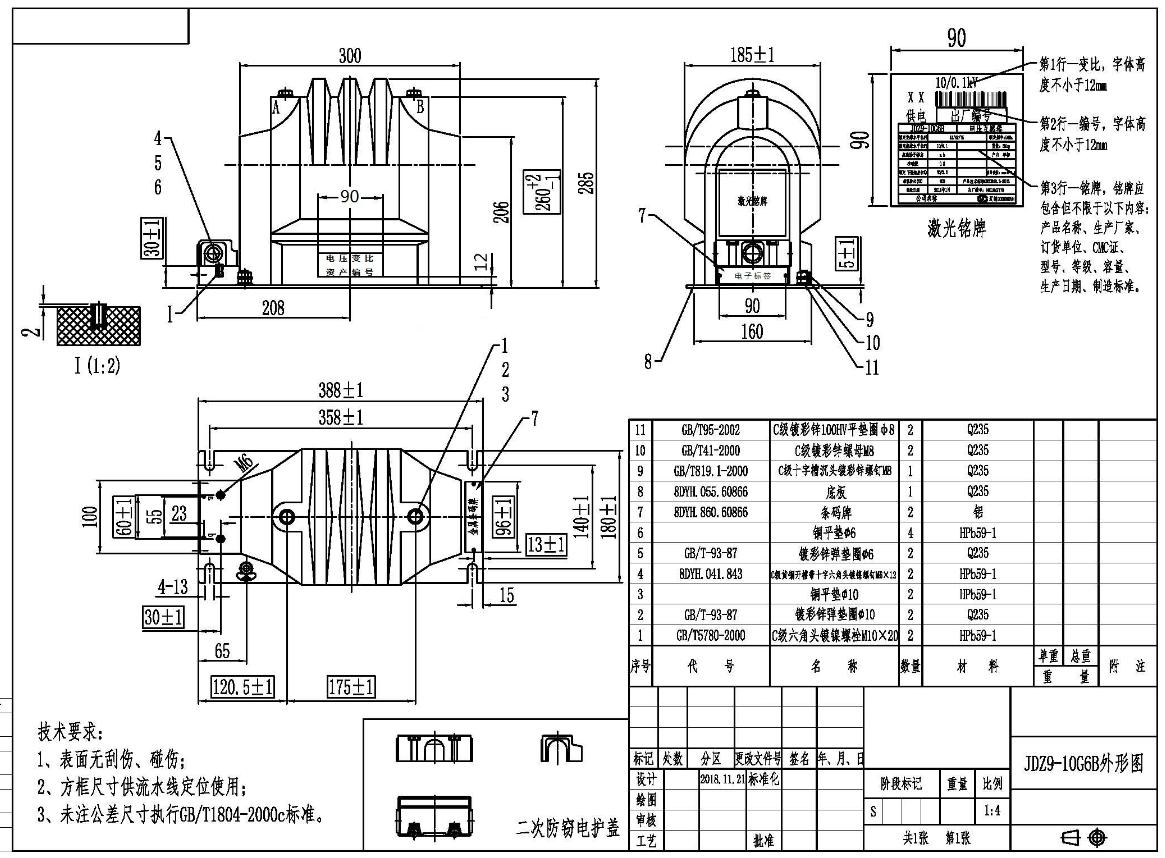 300
A
B
4
5
6
30±1
90
电压变比
资产编号
206
260+2-1
285
12
208
1
2
I(1:2)
185±1
激光铭牌
电子标签
7
5±1
90
160
8
9
10
11
90
90
10/0.1kV
X X
供电
出厂编号
激光铭牌
第1行—变比,字体高
度不小于12mm
第2行—编号,字体高
度不小于12mm
第3行—铭牌,铭牌应
包含但不限于以下内容:
产品名称、生产厂家、
订货单位、CMC证、
型号、等级、容量、
生产日期、制造标准。
388±1
358±1
1
2
3
7
M6
100
60±1
55
23
96±1
140±1
180±1
13±1
15
4-13
30±1
65
120.5±1
175±1
11 GB/T95-2002 C级镀彩锌100HV平垫圈φ8 2 Q235
10 GB/T41-2000 C级镀彩锌螺母M8 2 Q235
9 GB/T819.1-2000 C级十字槽沉头镀彩锌螺钉M8 1 Q235
8 8DYH.055.60866 底板 1 Q235
7 8DYH.860.60866 条码牌 2 铝
6 铜平垫φ6 4 HPb59-1
5 GB/T-93-87 镀彩锌弹垫圈φ6 2 Q235
4 8DYH.041.843 2 HPb59-1
3 铜平垫φ10 2 HPb59-1
2 GB/T-93-87 镀彩锌弹垫圈φ10 2 Q235
1 GB/T5780-2000 C级六角头镀镍螺栓M10×20 2 HPb59-1
序号 代 号 名 称 数量 材 料 单重 总重 附 注
重 量
标记 处数 分区 更改文件号 签名 年、月、日
设计 2018.11.21 标准化
绘图
审核
工艺 批准
阶段标记 重量 比例
S 1:4
共1张 第1张
JDZ9-10G6B外形图
技术要求:
1、表面无刮伤、碰伤;
2、方框尺寸供流水线定位使用;
3、未注公差尺寸执行GB/T1804-2000c标准。
二次防窃电护盖